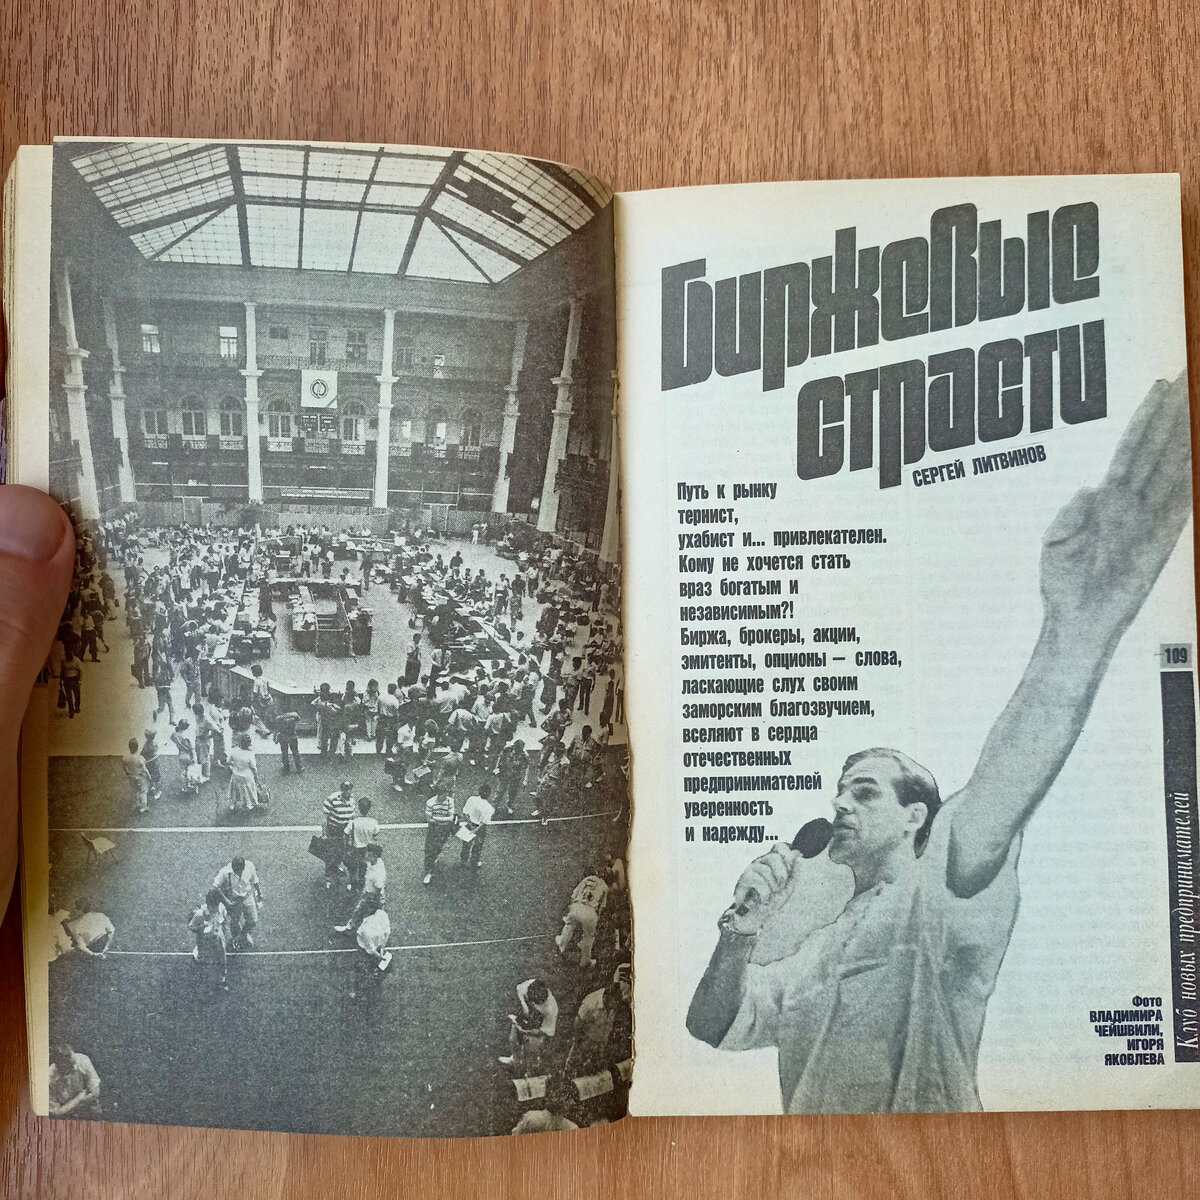 Биржевые
страсти
СЕРГЕЙ ЛИТВИНОВ
Путь к рынку
тернист,
ухабист и... привлекателен.
Кому не хочется стать
враз богатым и
независимым?!
Биржа, брокеры, акции,
эмитенты, опционы — слова,
ласкающие слух своим
заморским благозвучием,
вселяют в сердца
отечественных
предпринимателей
уверенность
и надежду...
109
Клуб новых предпринимателей
Фото
ВЛАДИМИРА
ЧЕЙШВИЛИ,
ИГОРЯ
ЯКОВЛЕВА